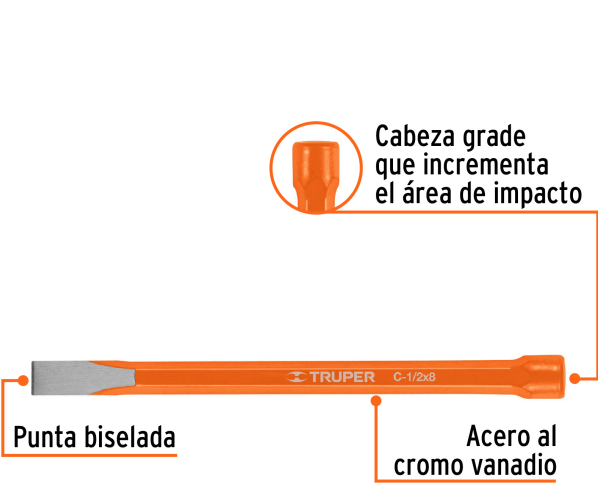 Cabeza grade
que incrementa
el área de impacto
TRUPER C-1/2x8
Punta biselada
Acero al
cromo vanadio